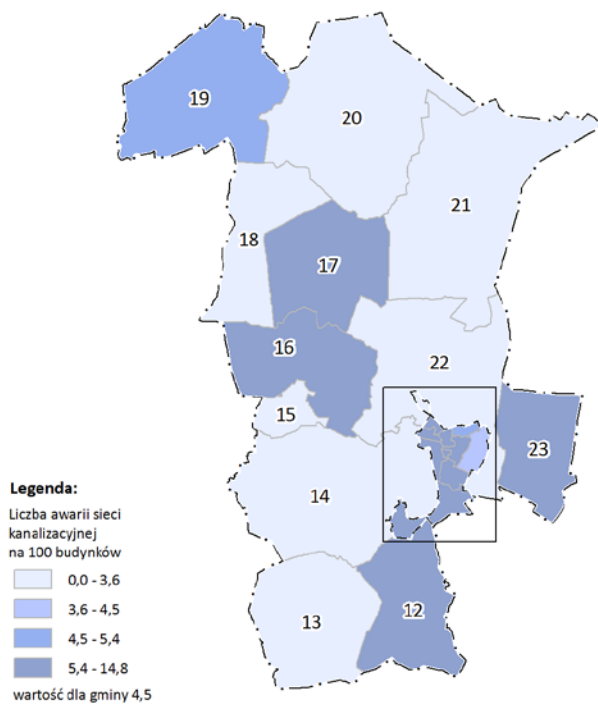 19
20
21
18
17
16
22
15
23
14
12
13
Legenda:
Liczba awarii sieci
kanalizacyjnej
na 100 budynków
0,0 - 3,6
3,6 - 4,5
4,5 - 5,4
5,4 - 14,8
wartość dla gminy 4,5